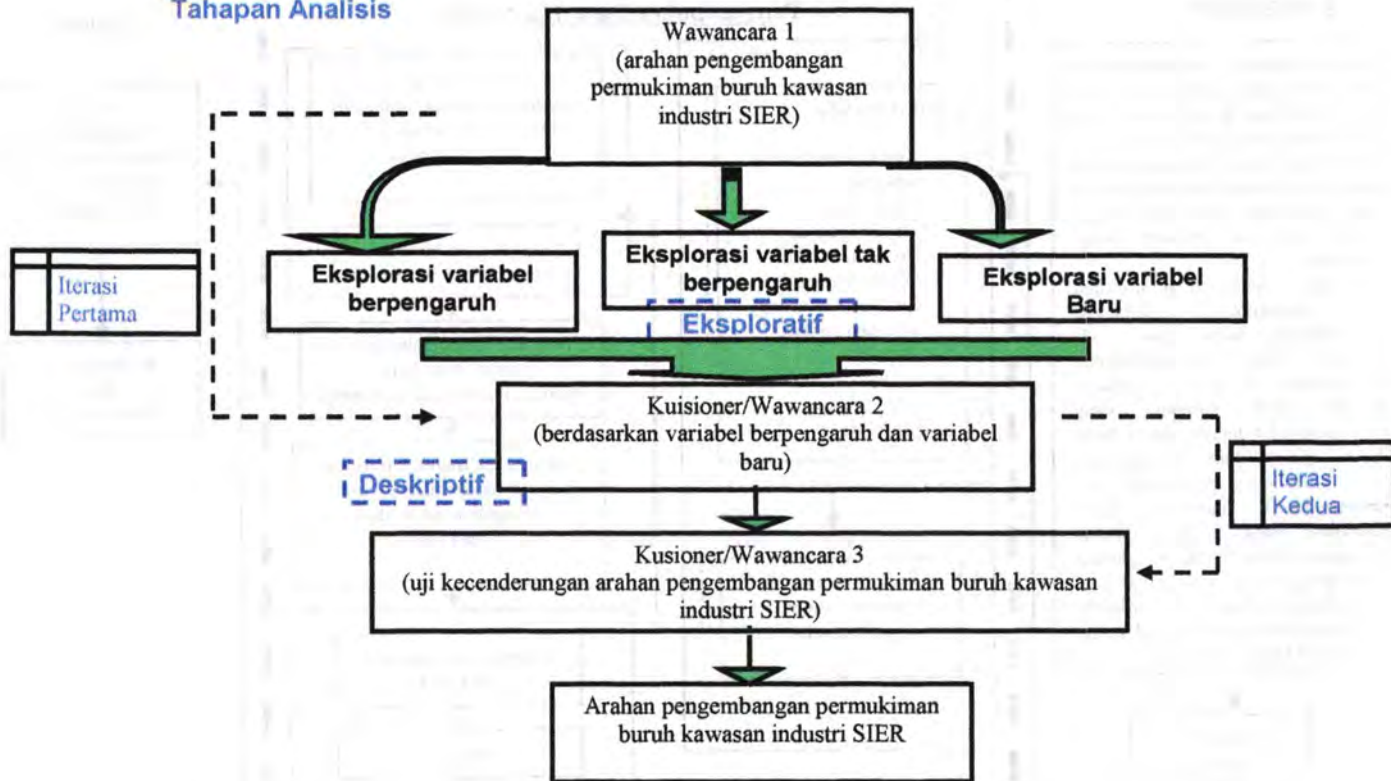 Tahapan Analisis
Wawancara 1
(arahan pengembangan
permukiman buruh kawasan
industri SIER)
Iterasi
Pertama
Eksplorasi variabel
berpengaruh
Eksplorasi variabel tak
berpengaruh
Eksplorasi variabel
Baru
Eksploratif
Kuisioner/Wawancara 2
(berdasarkan variabel berpengaruh dan variabel
baru)
Deskriptif
Iterasi
Kedua
Kusioner/Wawancara 3
(uji kecenderungan arahan pengembangan permukiman buruh kawasan
industri SIER)
Arahan pengembangan permukiman
buruh kawasan industri SIER